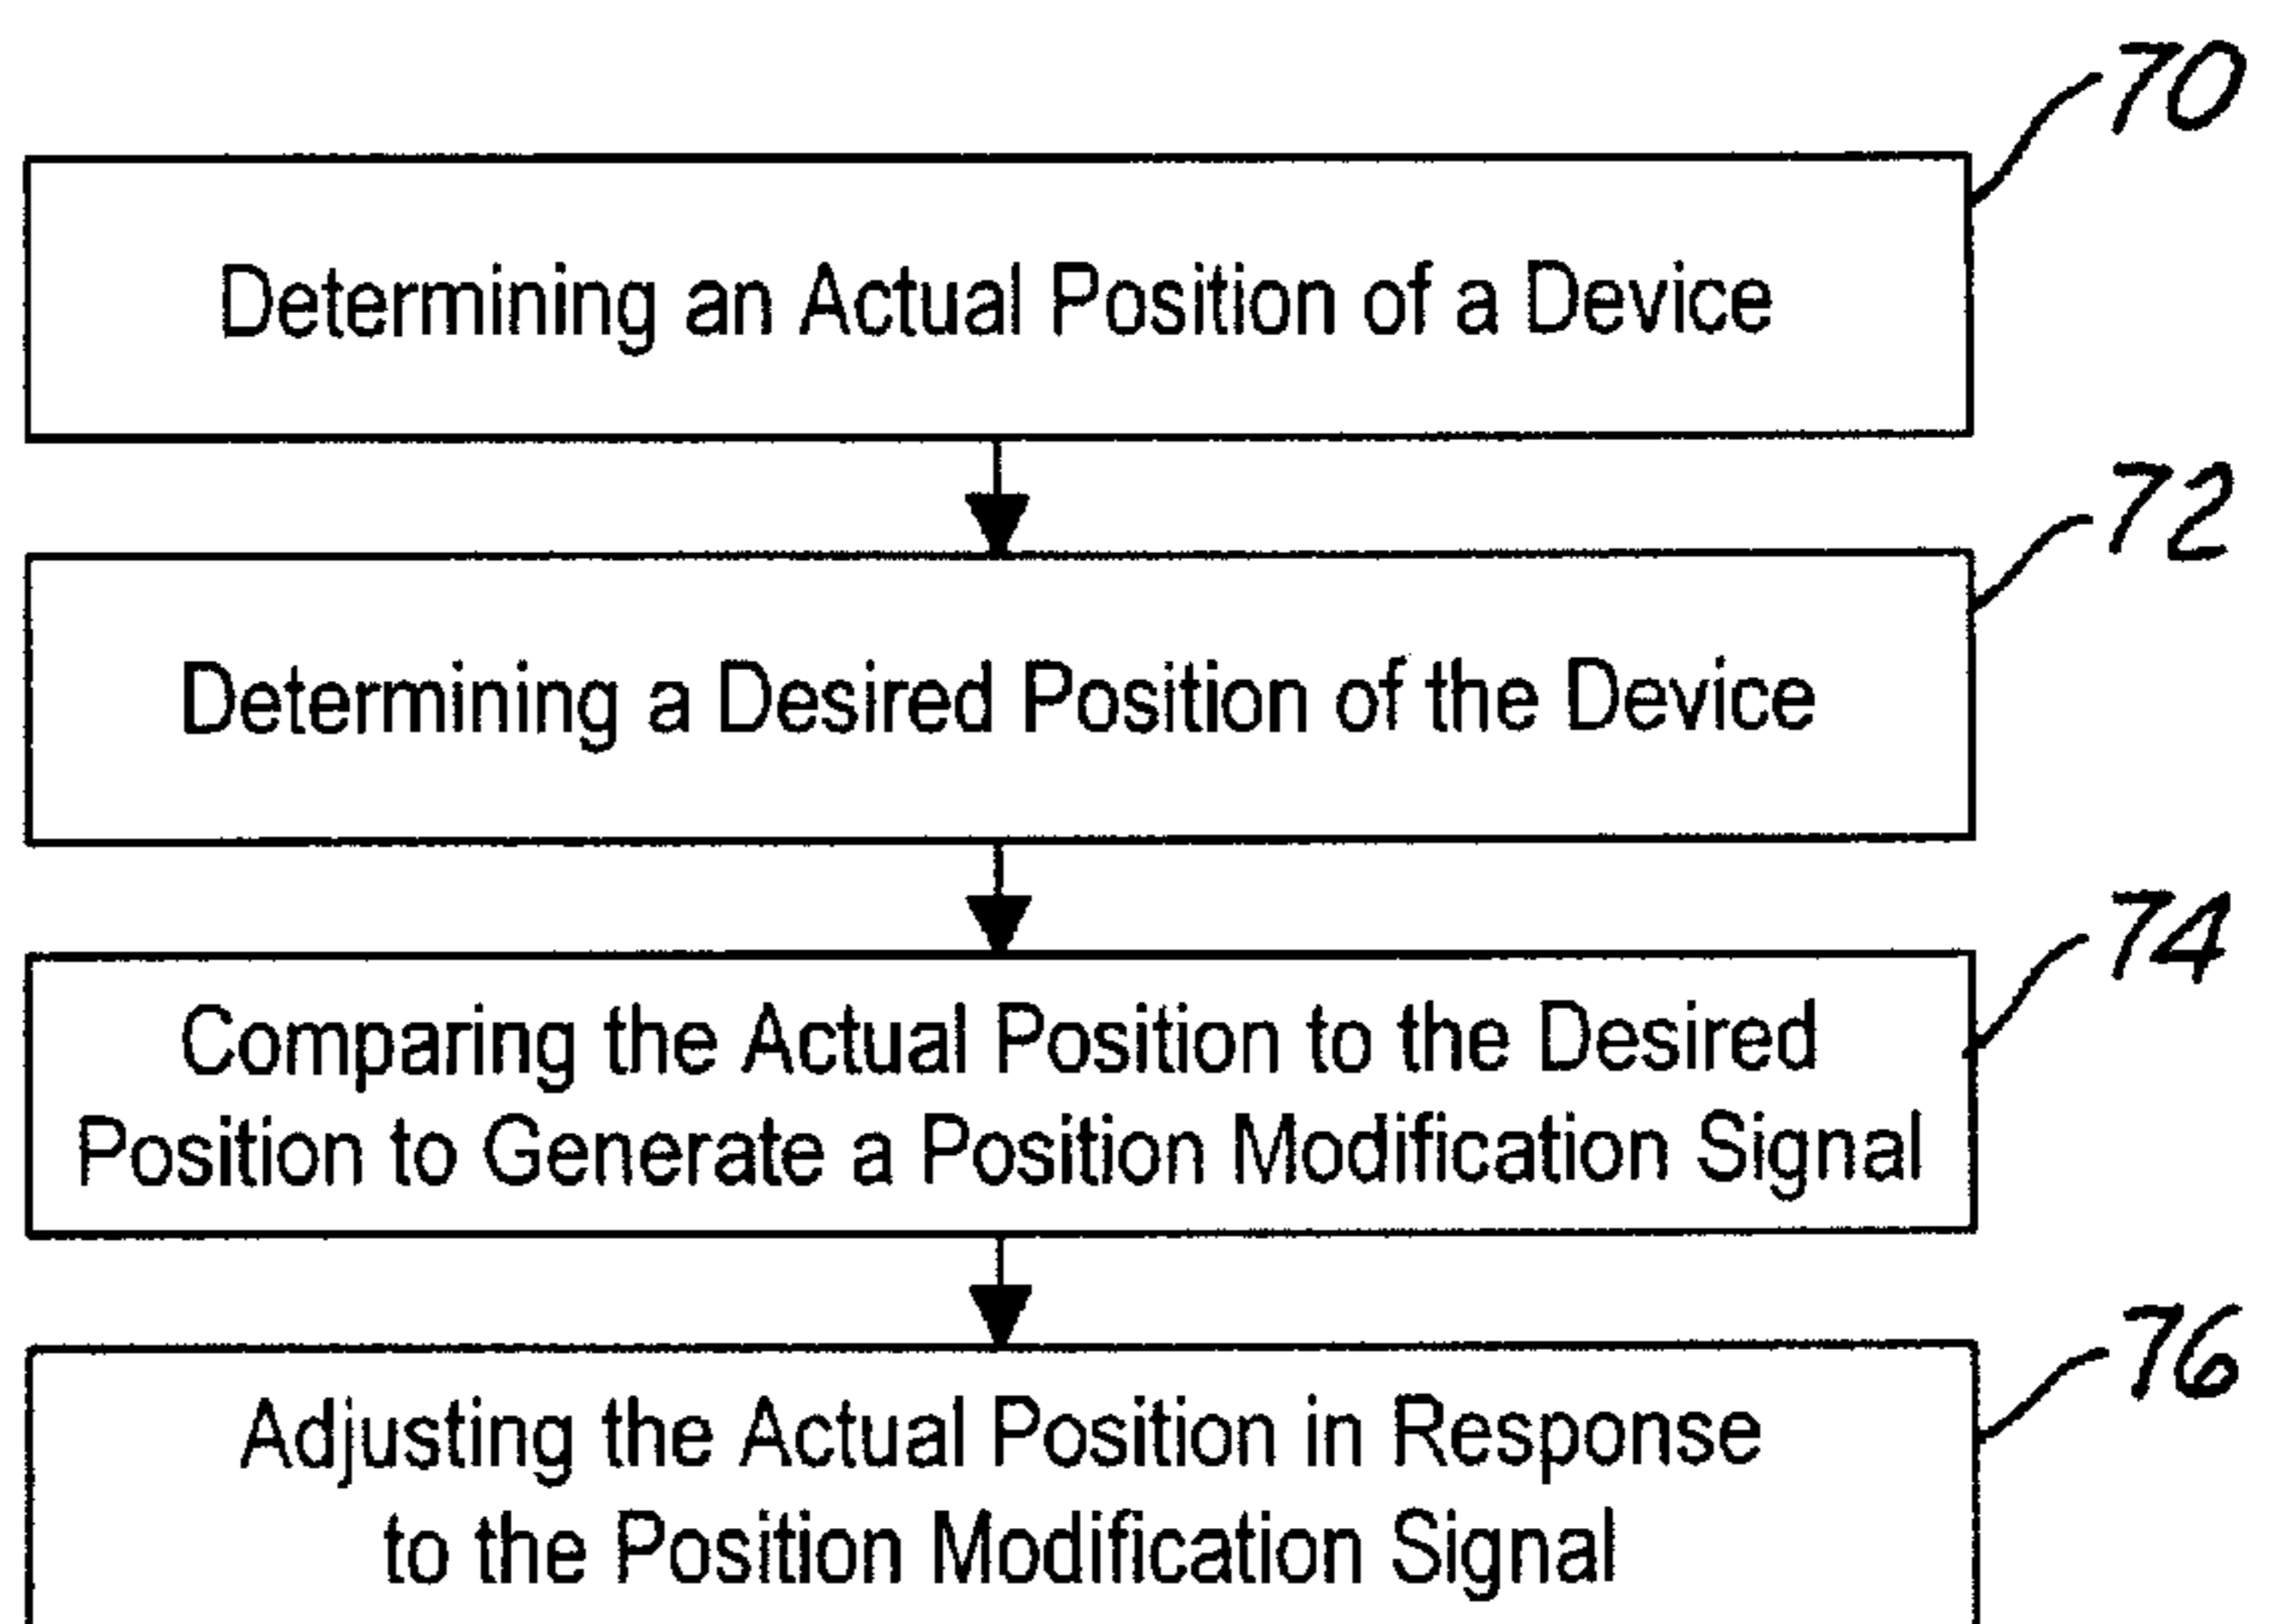 70
Determining an Actual Position of a Device
72
Determining a Desired Position of the Device
74
Comparing the Actual Position to the Desired
Position to Generate a Position Modification Signal
76
Adjusting the Actual Position in Response
to the Position Modification Signal